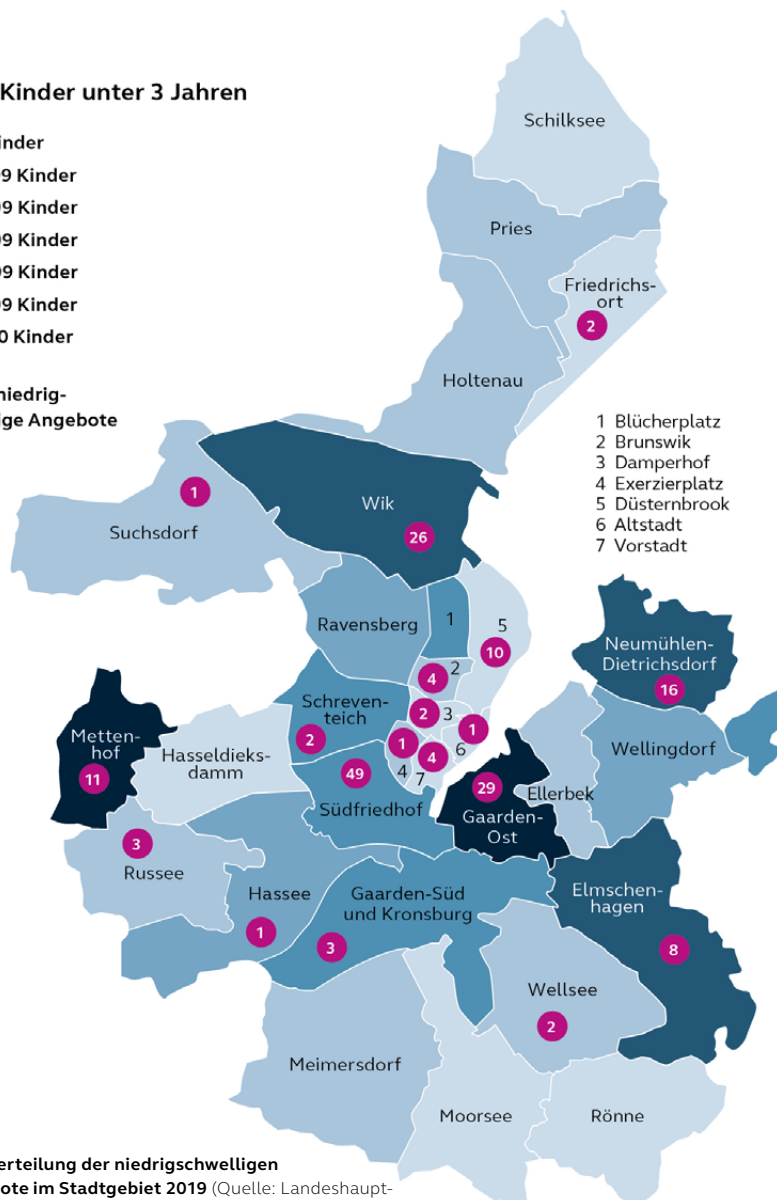 Kinder unter 3 Jahren
inder
9 Kinder
9 Kinder
9 Kinder
9 Kinder
9 Kinder
0 Kinder
niedrig-
ige Angebote
Schilksee
Pries
Friedrichs-
ort
2
Holtenau
1 Blücherplatz
2 Brunswik
3 Damperhof
4 Exerzierplatz
5 Düsternbrook
6 Altstadt
7 Vorstadt
1
Suchsdorf
Wik
26
Ravensberg
1
5
10
2
4
Neumühlen-
Dietrichsdorf
16
Schreven-
teich
2
2
3
1
6
1
4
4
7
Metten-
hof
11
Hasseldieks-
damm
49
Südfriedhof
29
Gaarden-
Ost
Ellerbek
Wellingdorf
3
Russee
Hassee
1
Gaarden-Süd
und Kronsburg
3
Elmschen-
hagen
8
Wellsee
2
Meimersdorf
Moorsee
Rönne
erteilung der niedrigschwelligen
ote im Stadtgebiet 2019 (Quelle: Landeshaupt-